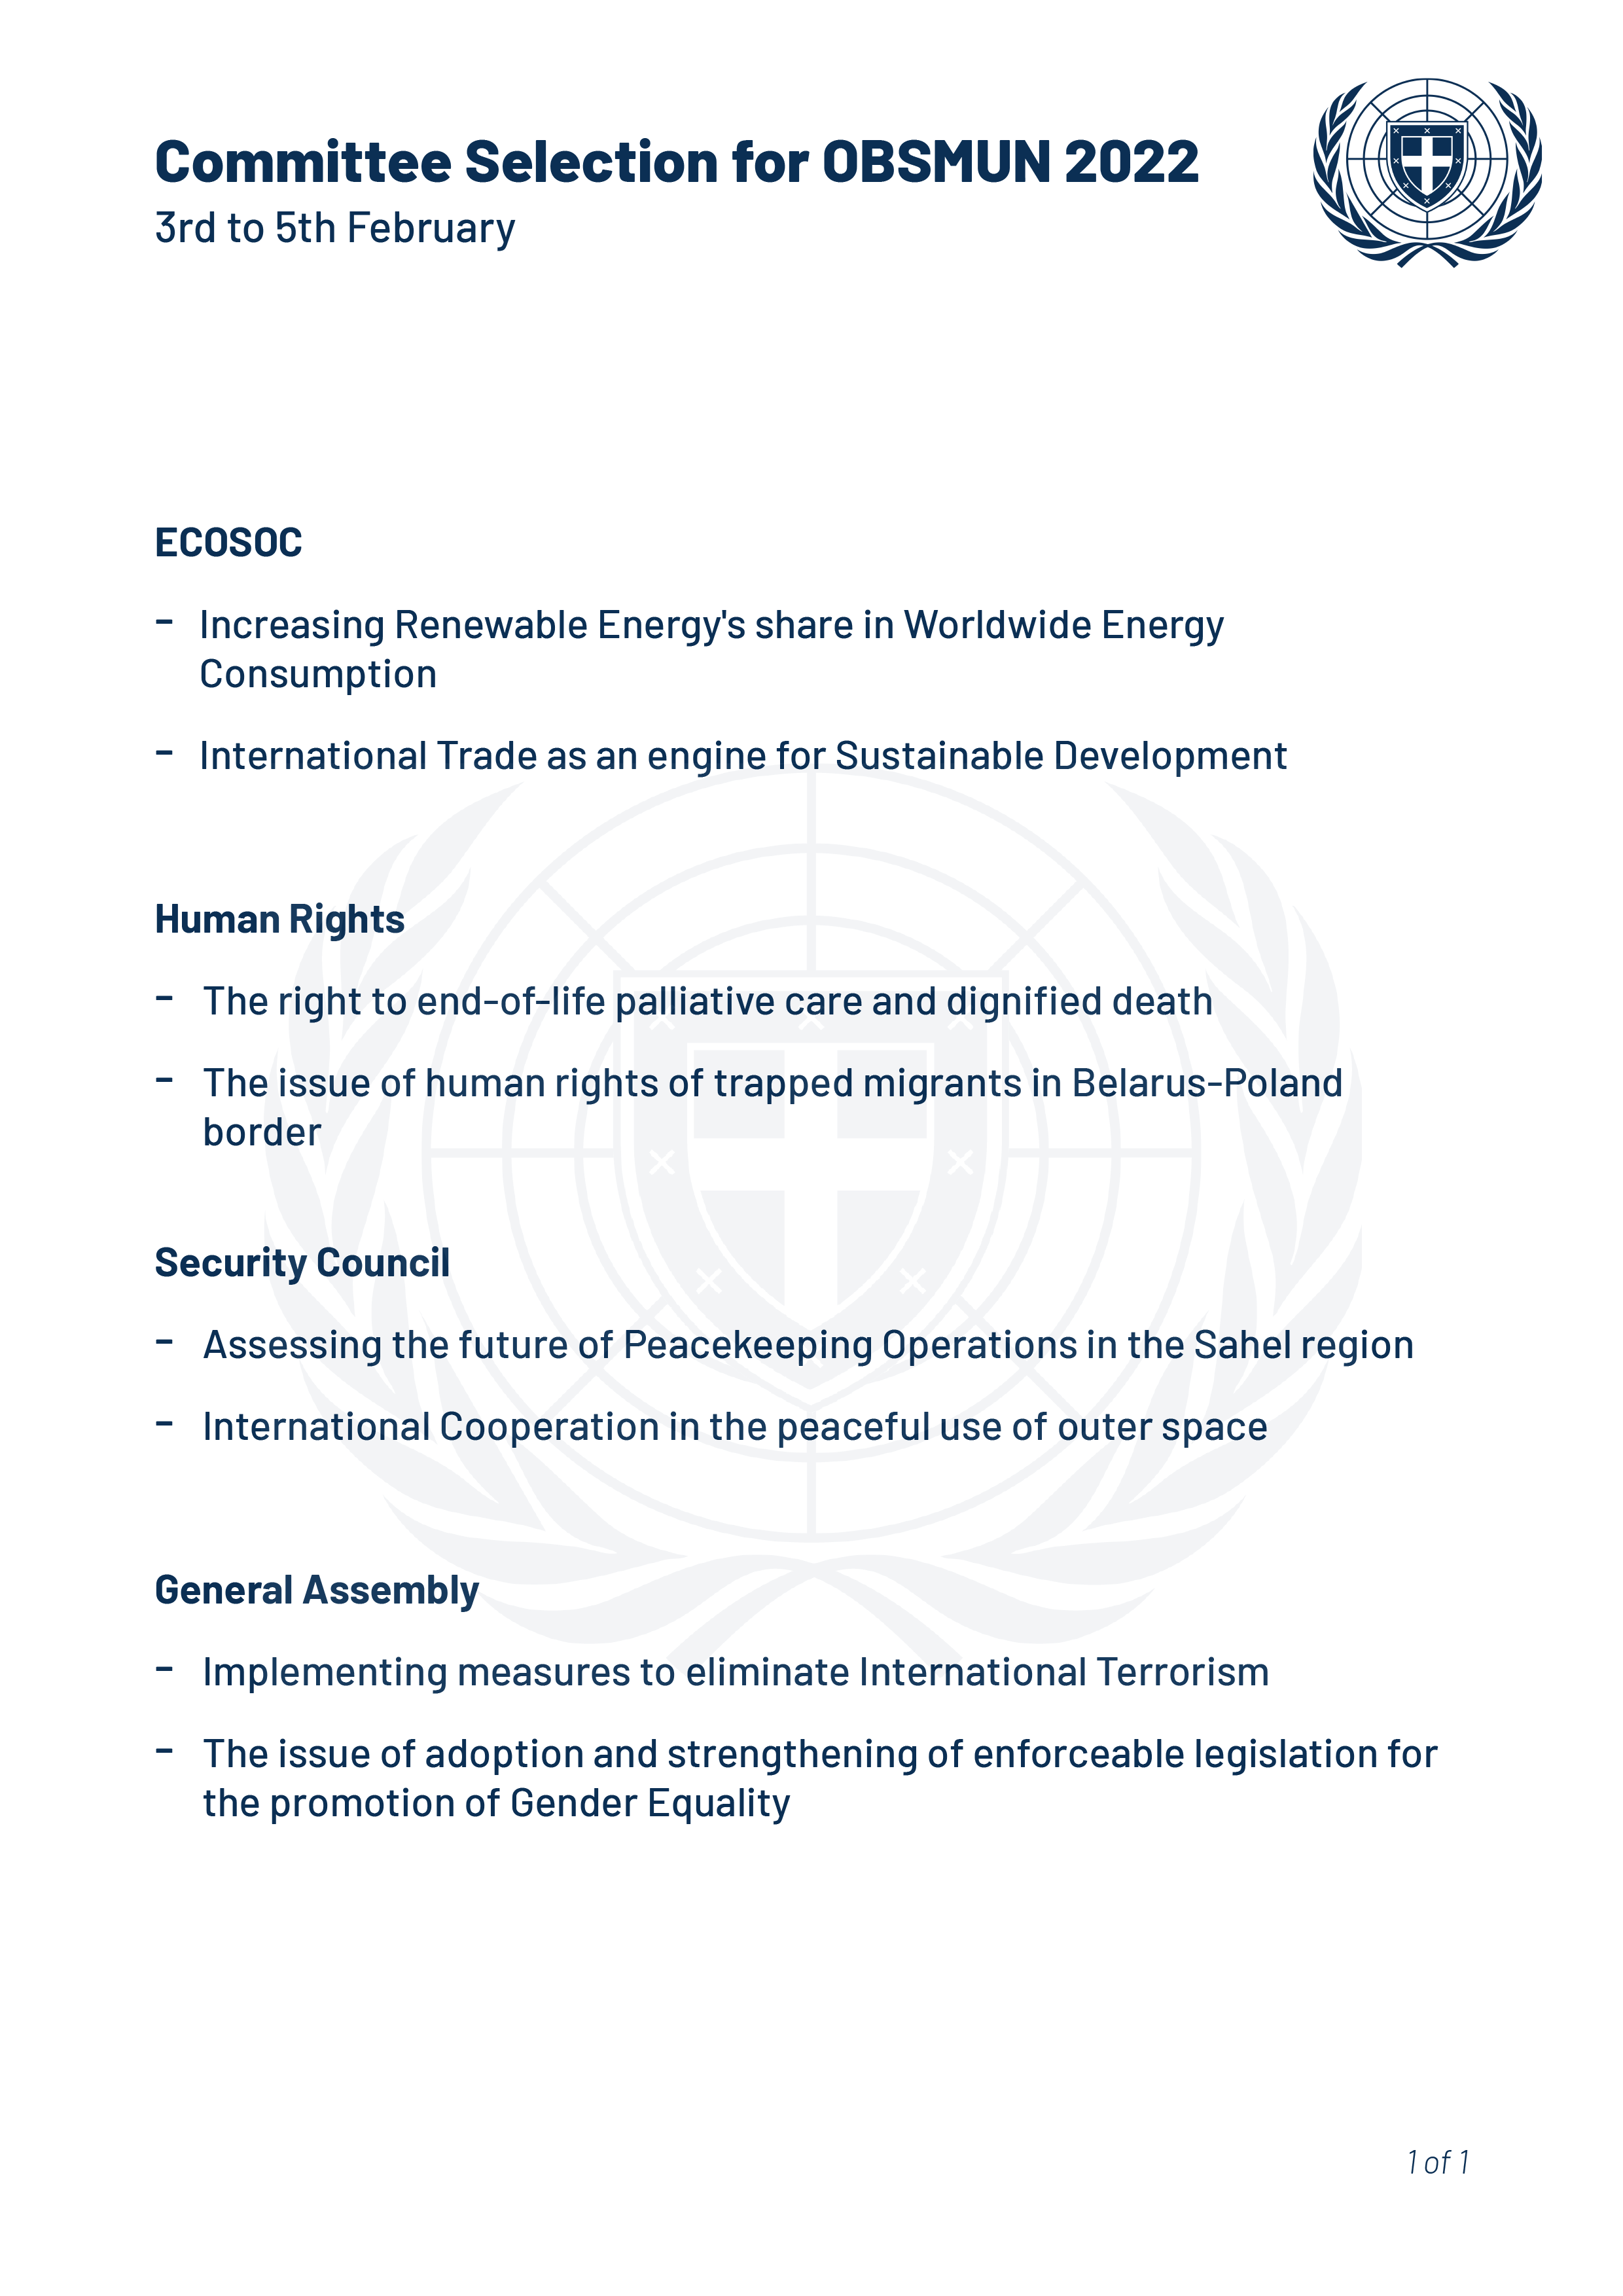 Committee Selection for OBSMUN 2022
3rd to 5th February
ECOSOC
- Increasing Renewable Energy's share in Worldwide Energy
Consumption
- International Trade as an engine for Sustainable Development
Human Rights
- The right to end-of-life palliative care and dignified death
- The issue of human rights of trapped migrants in Belarus-Poland
border
Security Council
- Assessing the future of Peacekeeping Operations in the Sahel region
- International Cooperation in the peaceful use of outer space
General Assembly
- Implementing measures to eliminate International Terrorism
- The issue of adoption and strengthening of enforceable legislation for
the promotion of Gender Equality
1 of 1